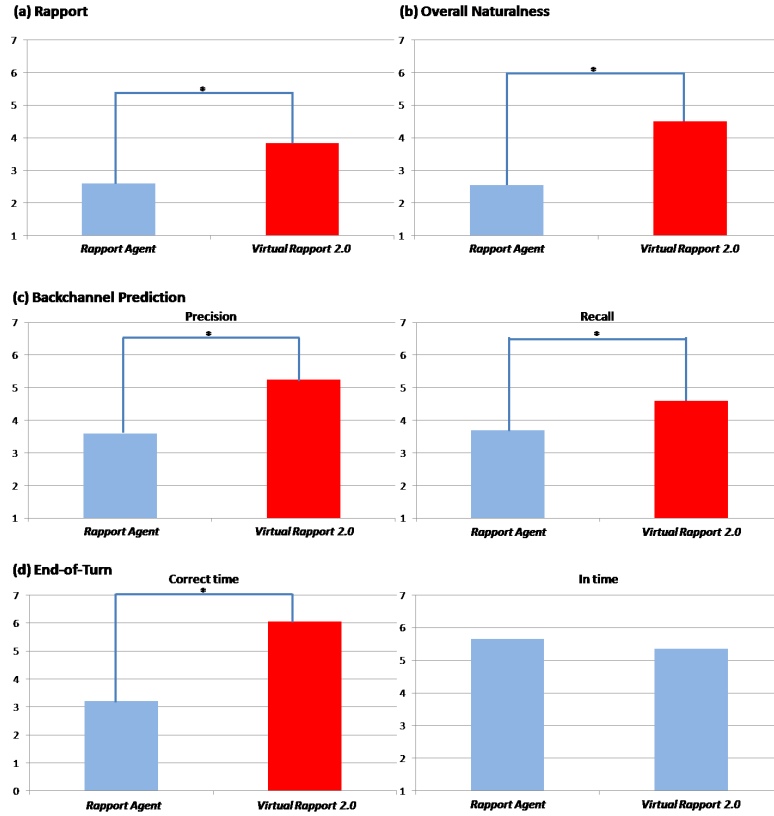 (a) Rapport
(b) Overall Naturalness
7
6
5
4
3
2
1
*
Rapport Agent
Virtual Rapport 2.0
7
6
5
4
3
2
1
*
Rapport Agent
Virtual Rapport 2.0
(c) Backchannel Prediction
Precision
7
6
5
4
3
2
1
*
Rapport Agent
Virtual Rapport 2.0
Recall
7
6
5
4
3
2
1
*
Rapport Agent
Virtual Rapport 2.0
(d) End-of-Turn
Correct time
7
6
5
4
3
2
1
0
*
Rapport Agent
Virtual Rapport 2.0
In time
7
6
5
4
3
2
1
Rapport Agent
Virtual Rapport 2.0